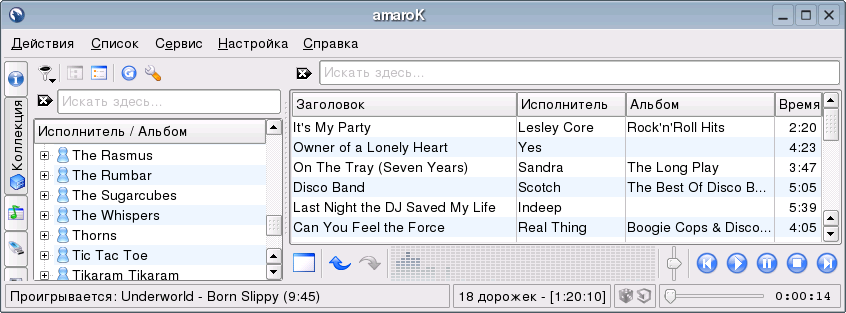 amaroK
Действия Список Сервис Настройка Справка
Искать здесь...
Искать здесь...
Коллекция
Исполнитель / Альбом
The Rasmus
The Rumbar
The Sugarcubes
The Whispers
Thorns
Tic Tac Toe
Tikaram Tikaram
Заголовок Исполнитель Альбом Время
It's My Party Lesley Core Rock'n'Roll Hits 2:20
Owner of a Lonely Heart Yes 4:23
On The Tray (Seven Years) Sandra The Long Play 3:47
Disco Band Scotch The Best Of Disco B... 5:05
Last Night the DJ Saved My Life Indeep 5:39
Can You Feel the Force Real Thing Boogie Cops & Disco... 4:05
Проигрывается: Underworld - Born Slippy (9:45) 18 дорожек - [1:20:10] 0:00:14